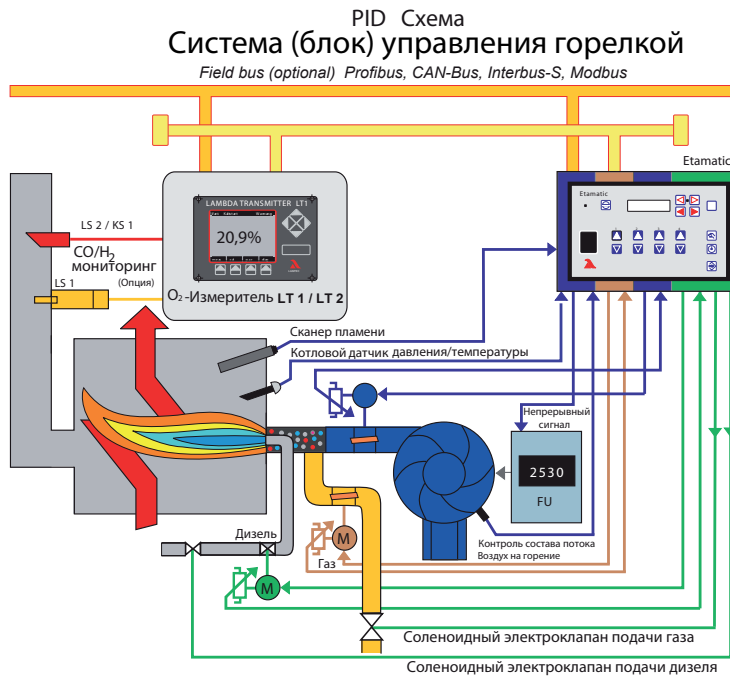 PID Схема
Система (блок) управления горелкой
Field bus (optional) Profibus, CAN-Bus, Interbus-S, Modbus
Etamatic
LAMBDA TRANSMITTER LT1
20,9%
Etamatic
LS 2 / KS 1
CO/H2
мониторинг
(Опция)
LS 1
O2 -Измеритель LT 1 / LT 2
Сканер пламени
Котловой датчик давления/температуры
Непрерывный
сигнал
2530
FU
Дизель
M
Газ
Контроль состава потока
Воздух на горение
M
Соленоидный электроклапан подачи газа
Соленоидный электроклапан подачи дизеля